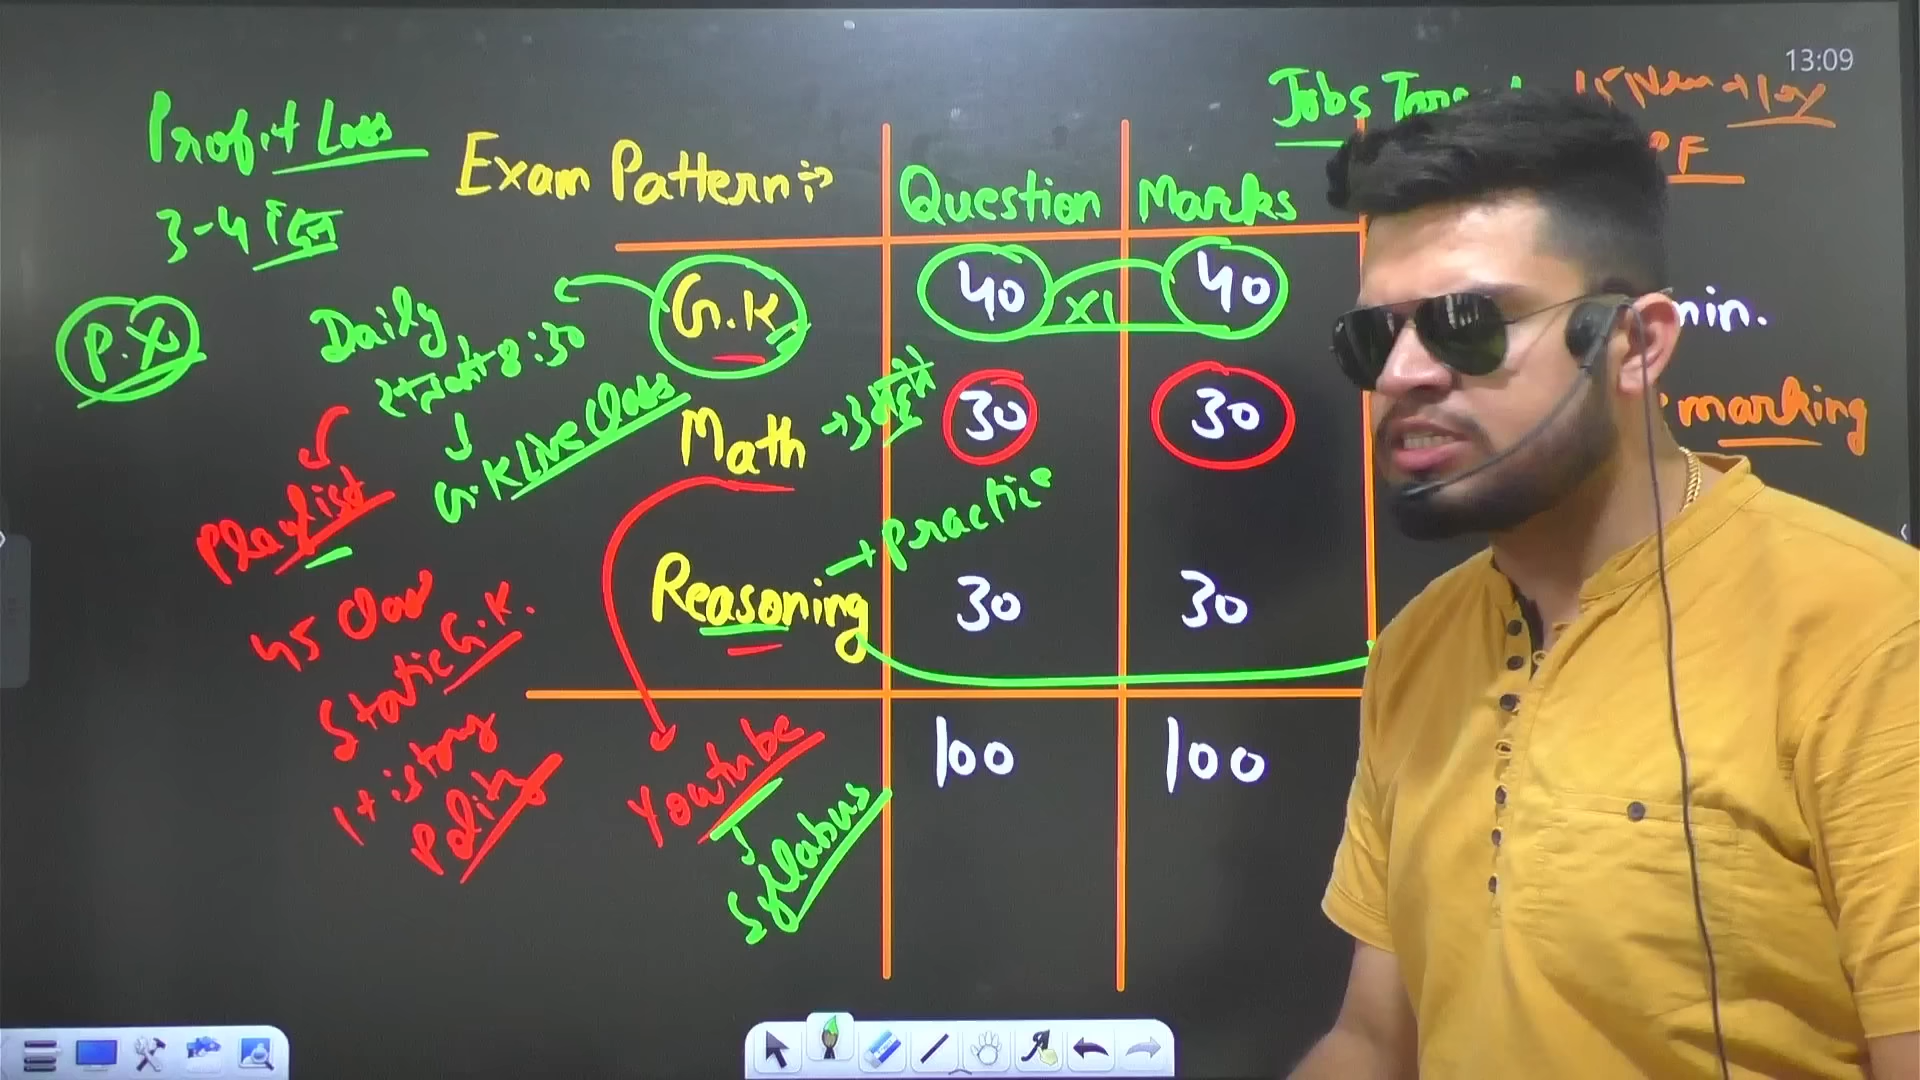 13:09
Profit Loss
3-4 दिन
P.Y.
Exam Pattern :->
Question
Marks
Jobs
G.K.
40
x1
40
Math
30
30
Reasoning
30
30
100
100
min.
marking
Daily
8:30
G.K Live Class
→ Practice
Playlist
45 Class
Static G.K.
History
Polity
Youtube
Syllabus